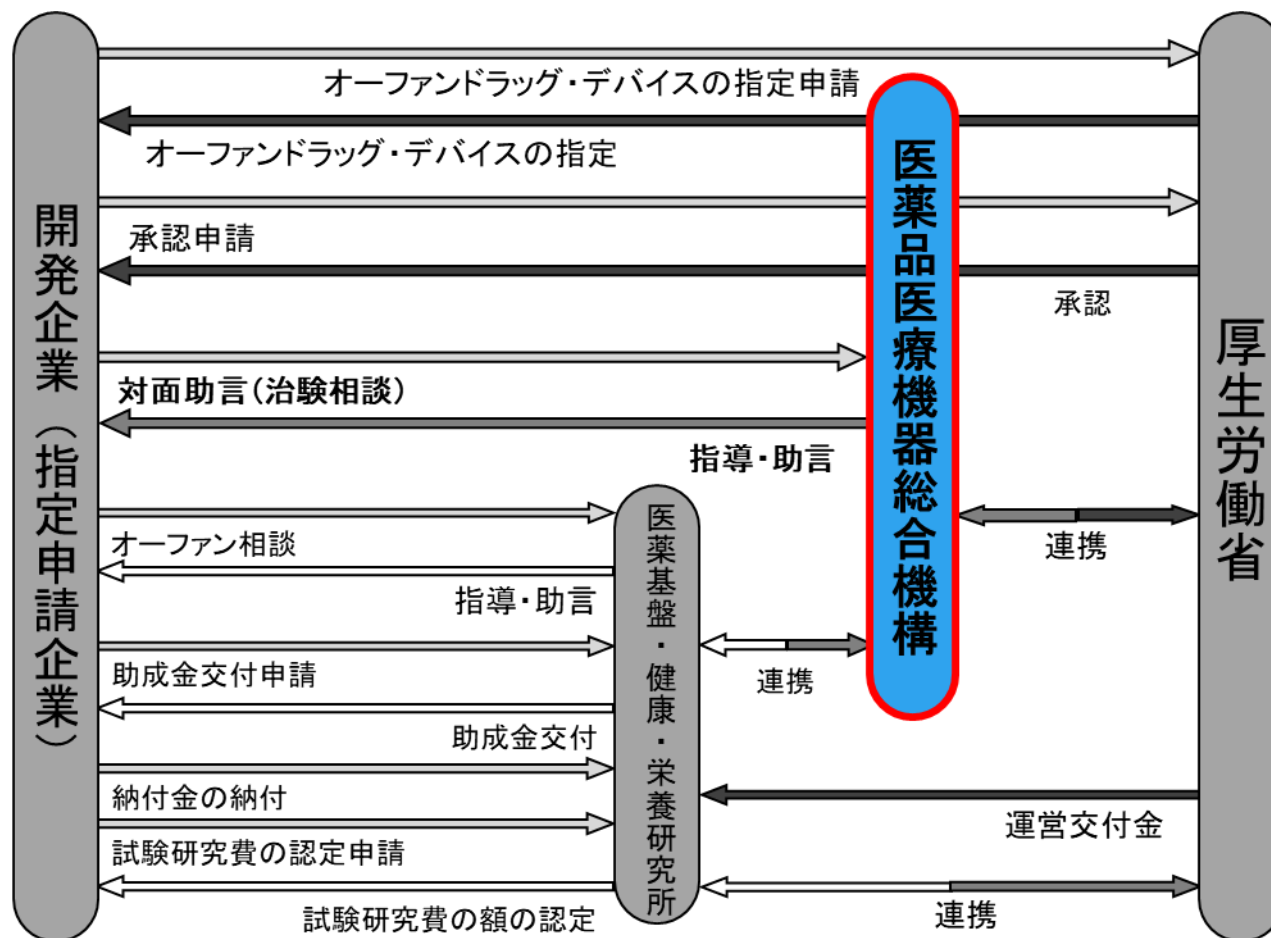 オーファンドラッグ・デバイスの指定申請
オーファンドラッグ・デバイスの指定
承認申請
承認
対面助言(治験相談)
指導・助言
オーファン相談
指導・助言
連携
助成金交付申請
連携
助成金交付
納付金の納付
運営交付金
試験研究費の認定申請
試験研究費の額の認定
連携
開発企業（指定申請企業）
医薬基盤・健康・栄養研究所
医薬品医療機器総合機構
厚生労働省